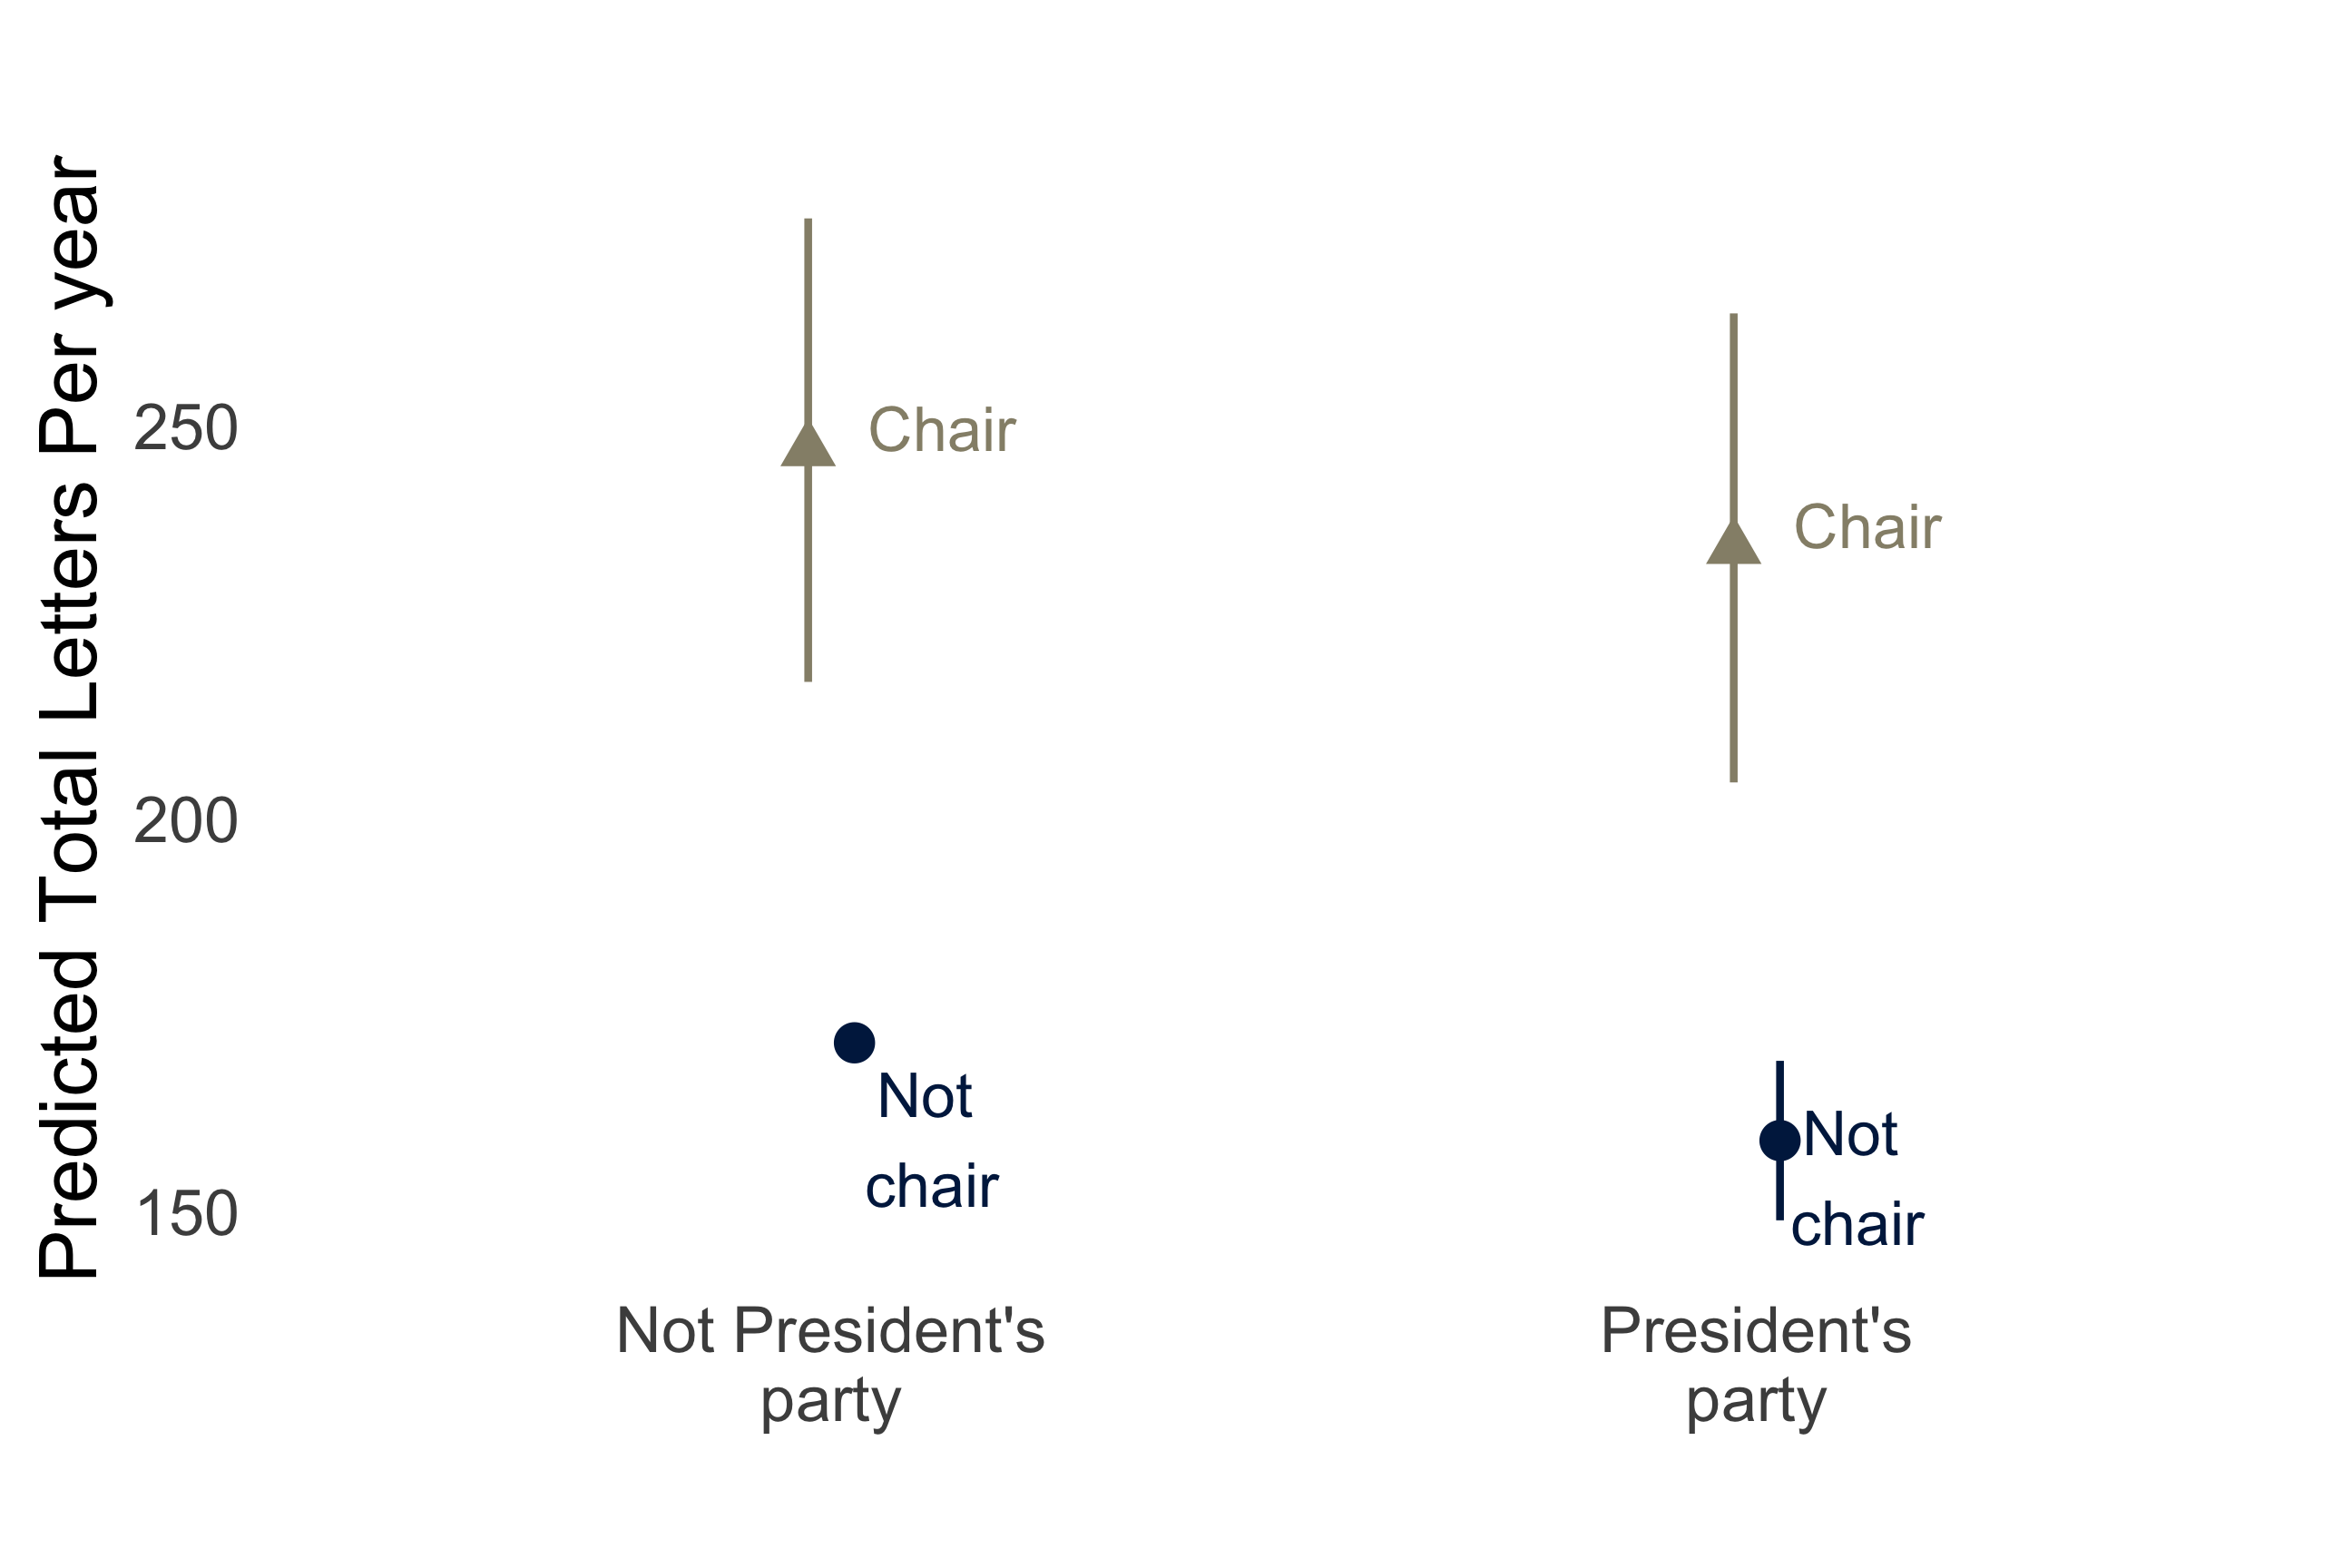 Predicted Total Letters Per year
250
200
150
Chair
Chair
Not
chair
Not
chair
Not President's
party
President's
party